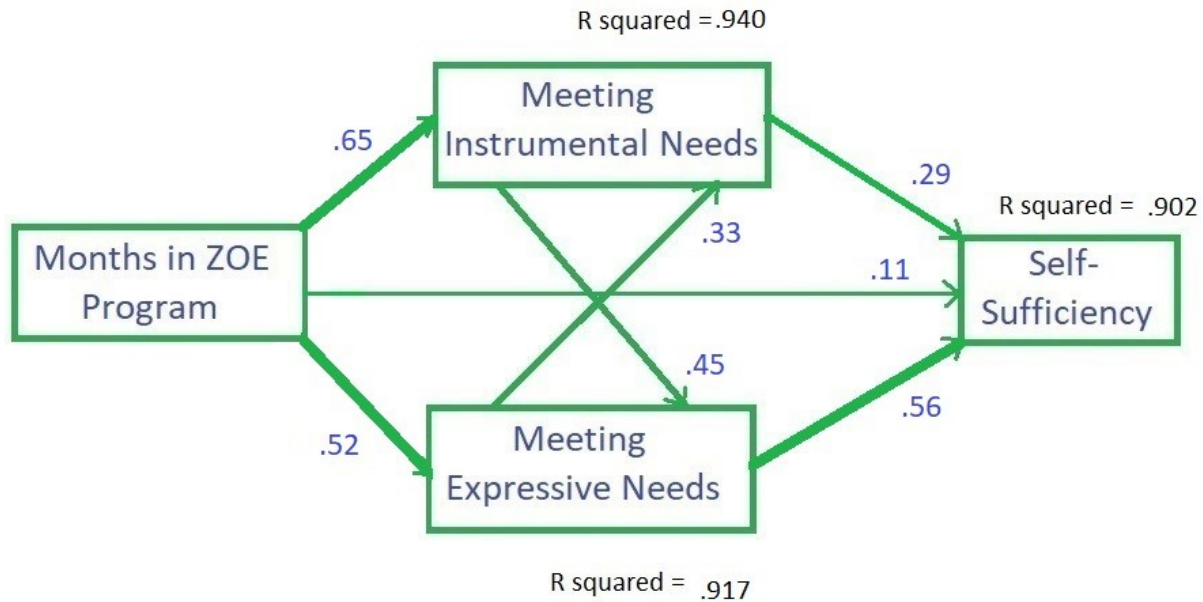 R squared =.940
Meeting
Instrumental Needs
.65
.29
R squared = .902
.33
Months in ZOE
Program
.11
Self-
Sufficiency
.45
.56
.52
Meeting
Expressive Needs
R squared = .917